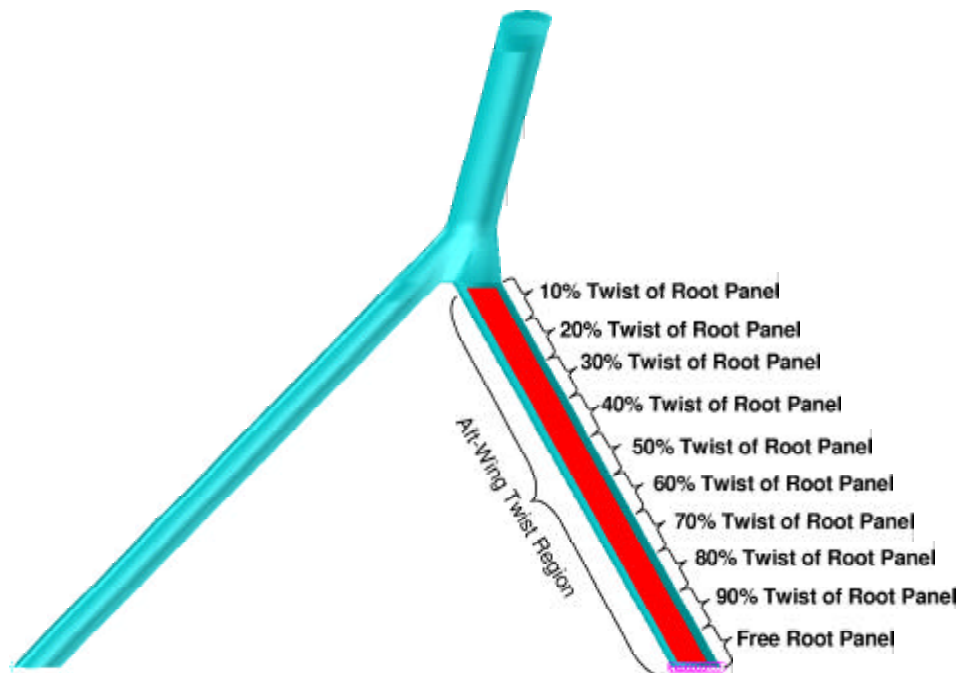 10% Twist of Root Panel
20% Twist of Root Panel
30% Twist of Root Panel
40% Twist of Root Panel
50% Twist of Root Panel
60% Twist of Root Panel
70% Twist of Root Panel
80% Twist of Root Panel
90% Twist of Root Panel
Free Root Panel
Aft-Wing Twist Region